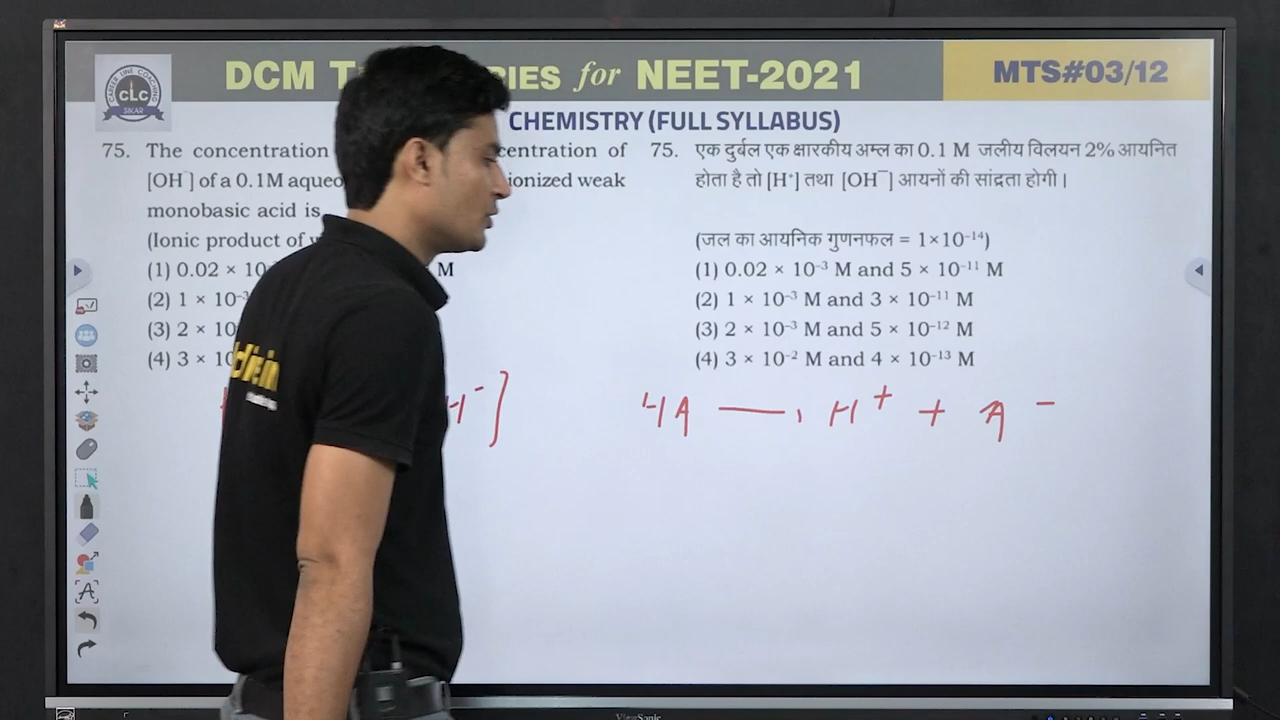 DCM T RIES for NEET-2021
MTS#03/12
CAREER LINE COACHING
CLC
SIKAR
CHEMISTRY (FULL SYLLABUS)
75. The concentration centration of
[OH⁻] of a 0.1M ionized weak
monobasic acid is
(Ionic product of
(1) 0.02 × 10 M
(2) 1 × 10⁻³
(3) 2 × 10
(4) 3 × 10
H⁻]
75. एक दुर्बल एक क्षारकीय अम्ल का 0.1 M जलीय विलयन 2% आयनित
होता है तो [H⁺] तथा [OH⁻] आयनों की सांद्रता होगी।
(जल का आयनिक गुणनफल = 1×10⁻¹⁴)
(1) 0.02 × 10⁻³ M and 5 × 10⁻¹¹ M
(2) 1 × 10⁻³ M and 3 × 10⁻¹¹ M
(3) 2 × 10⁻³ M and 5 × 10⁻¹² M
(4) 3 × 10⁻² M and 4 × 10⁻¹³ M
HA → H⁺ + A⁻
ViewSonic